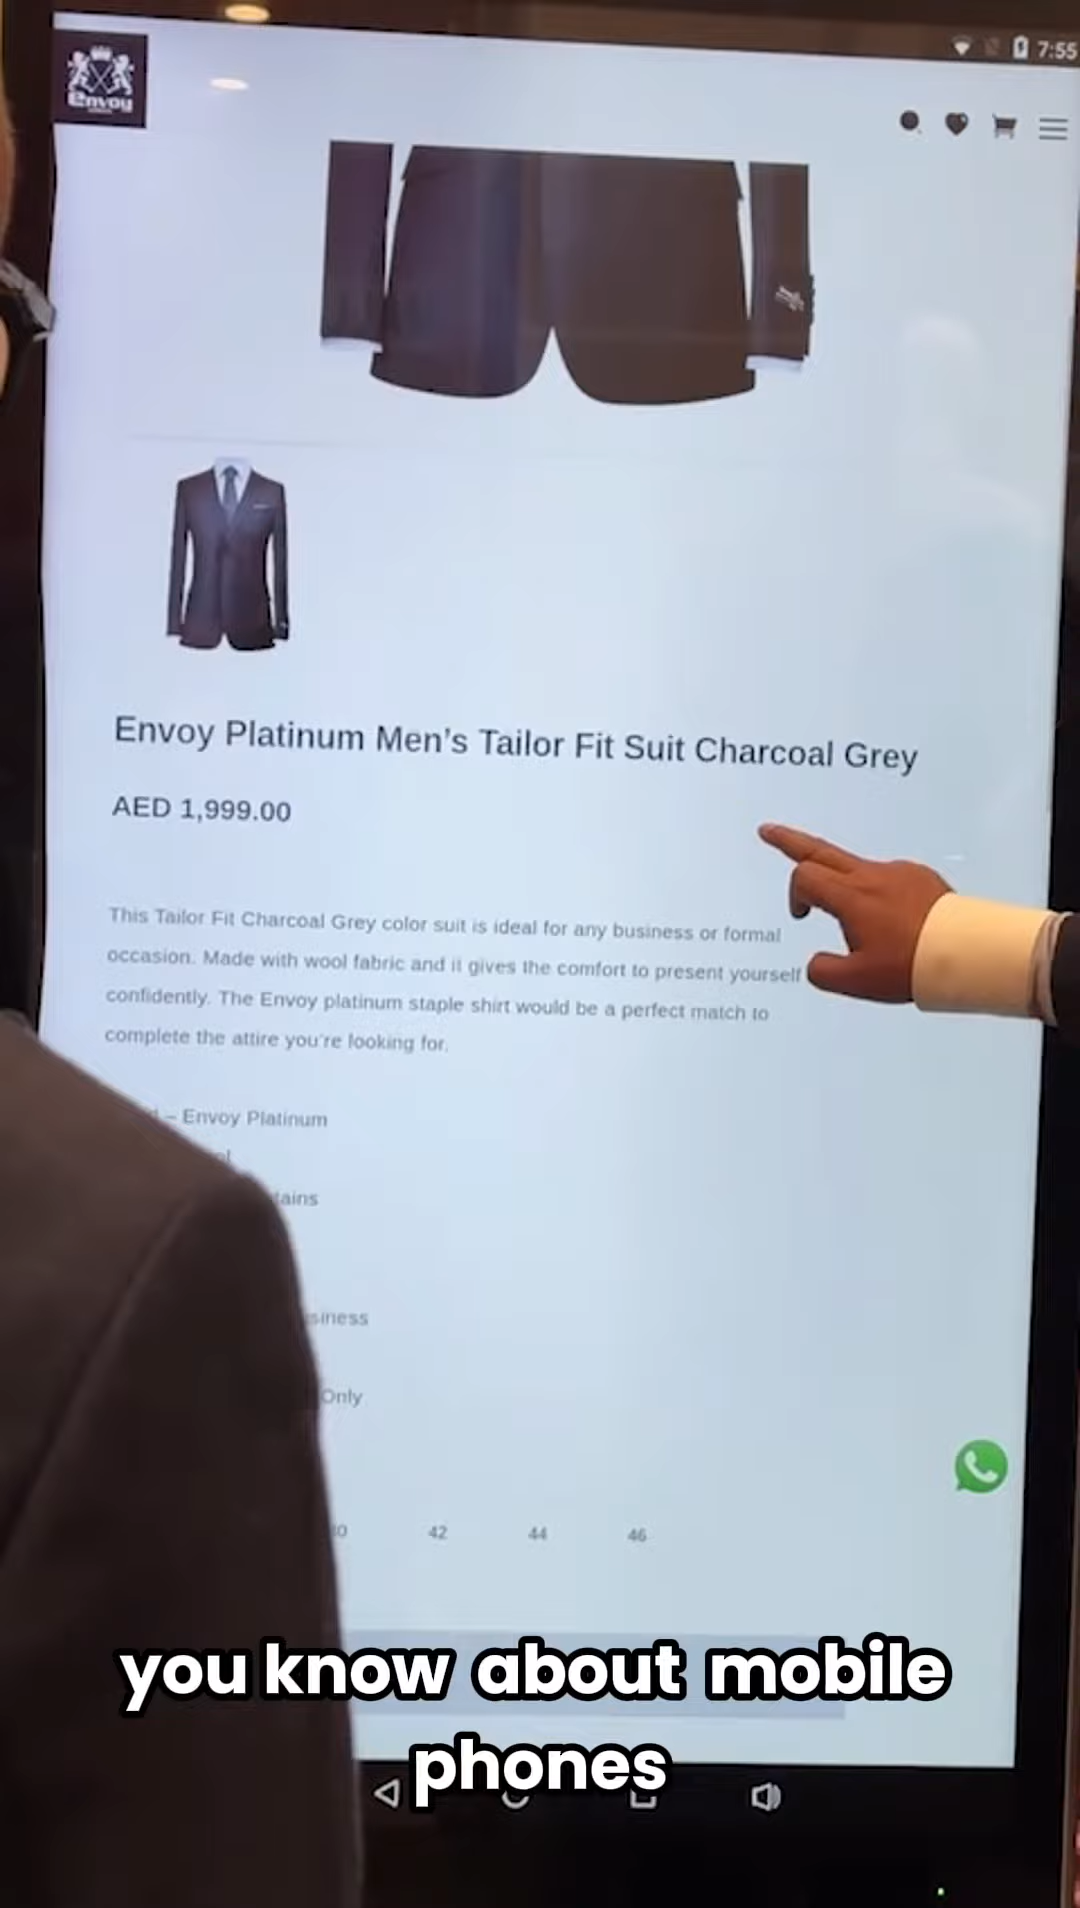 envoy
7:55
Envoy Platinum Men's Tailor Fit Suit Charcoal Grey
AED 1,999.00
This Tailor Fit Charcoal Grey color suit is ideal for any business or formal
occasion. Made with wool fabric and it gives the comfort to present yourself
confidently. The Envoy platinum staple shirt would be a perfect match to
complete the attire you're looking for.
– Envoy Platinum
Only
42 44 46
you know about mobile
phones